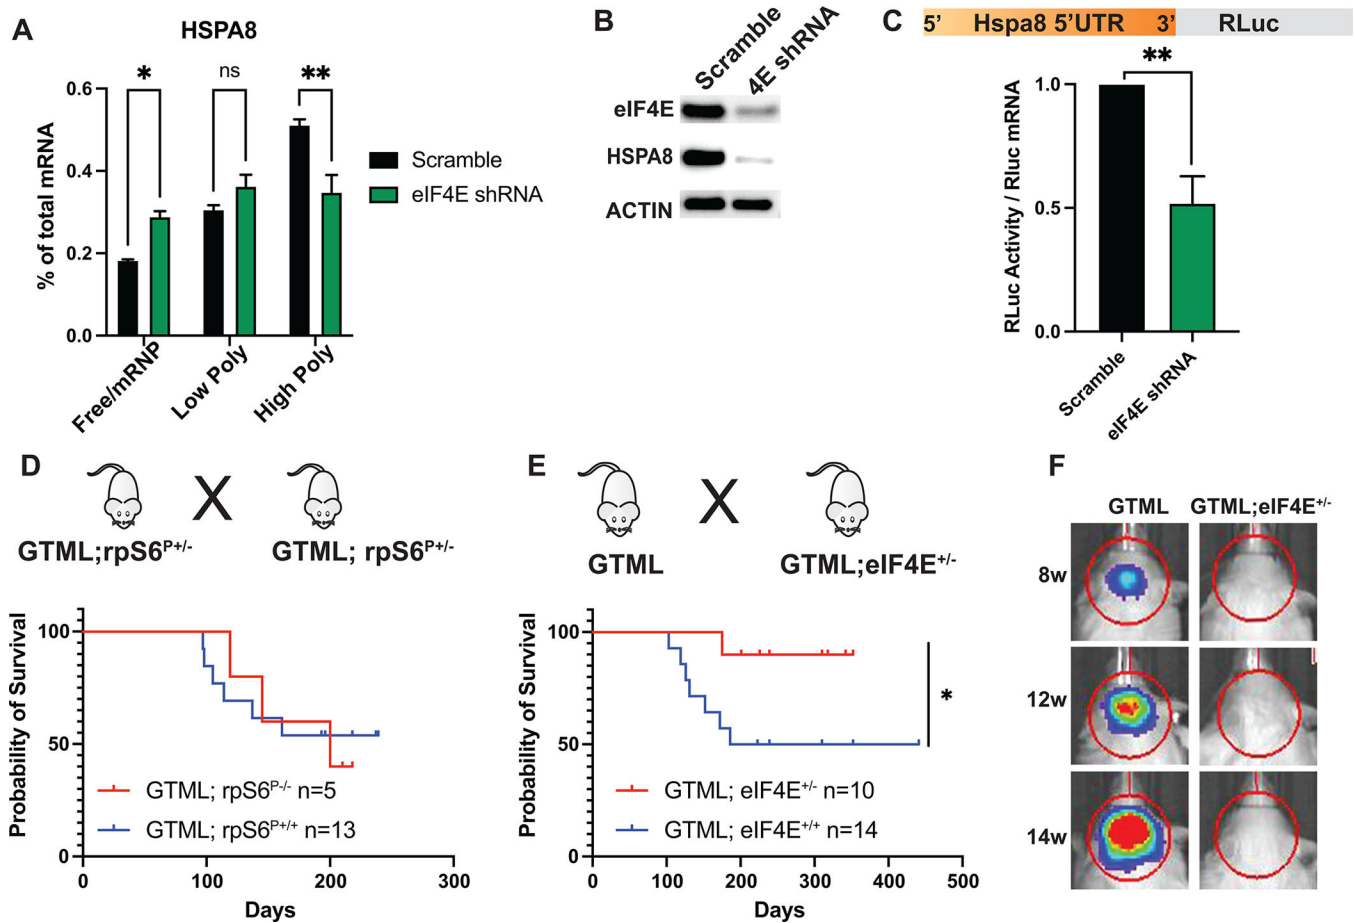 A
HSPA8
*
ns
**
% of total mRNA
0.6
0.4
0.2
0.0
Free/mRNP
Low Poly
High Poly
Scramble
eIF4E shRNA
B
Scramble
4E shRNA
eIF4E
HSPA8
ACTIN
C
5’ Hspa8 5’UTR 3’ RLuc
**
RLuc Activity / Rluc mRNA
1.0
0.5
0.0
Scramble
eIF4E shRNA
D
X
GTML;rpS6P+/- GTML; rpS6P+/-
Probability of Survival
100
50
0
GTML; rpS6P-/- n=5
GTML; rpS6P+/+ n=13
0 100 200 300
Days
E
X
GTML GTML;eIF4E+/-
Probability of Survival
100
50
0
*
GTML; eIF4E+/- n=10
GTML; eIF4E+/+ n=14
0 100 200 300 400 500
Days
F
GTML GTML;eIF4E+/-
8w
12w
14w